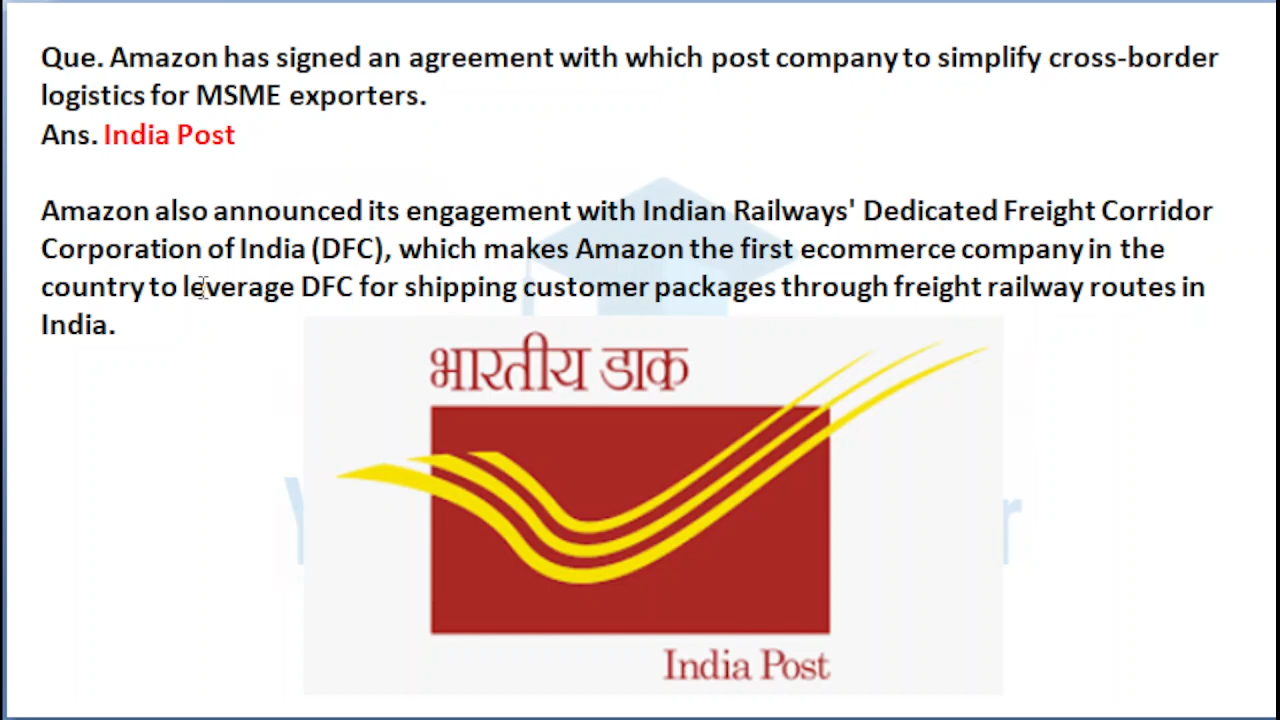 Que. Amazon has signed an agreement with which post company to simplify cross-border
logistics for MSME exporters.
Ans. India Post
Amazon also announced its engagement with Indian Railways' Dedicated Freight Corridor
Corporation of India (DFC), which makes Amazon the first ecommerce company in the
country to leverage DFC for shipping customer packages through freight railway routes in
India.
भारतीय डाक
India Post